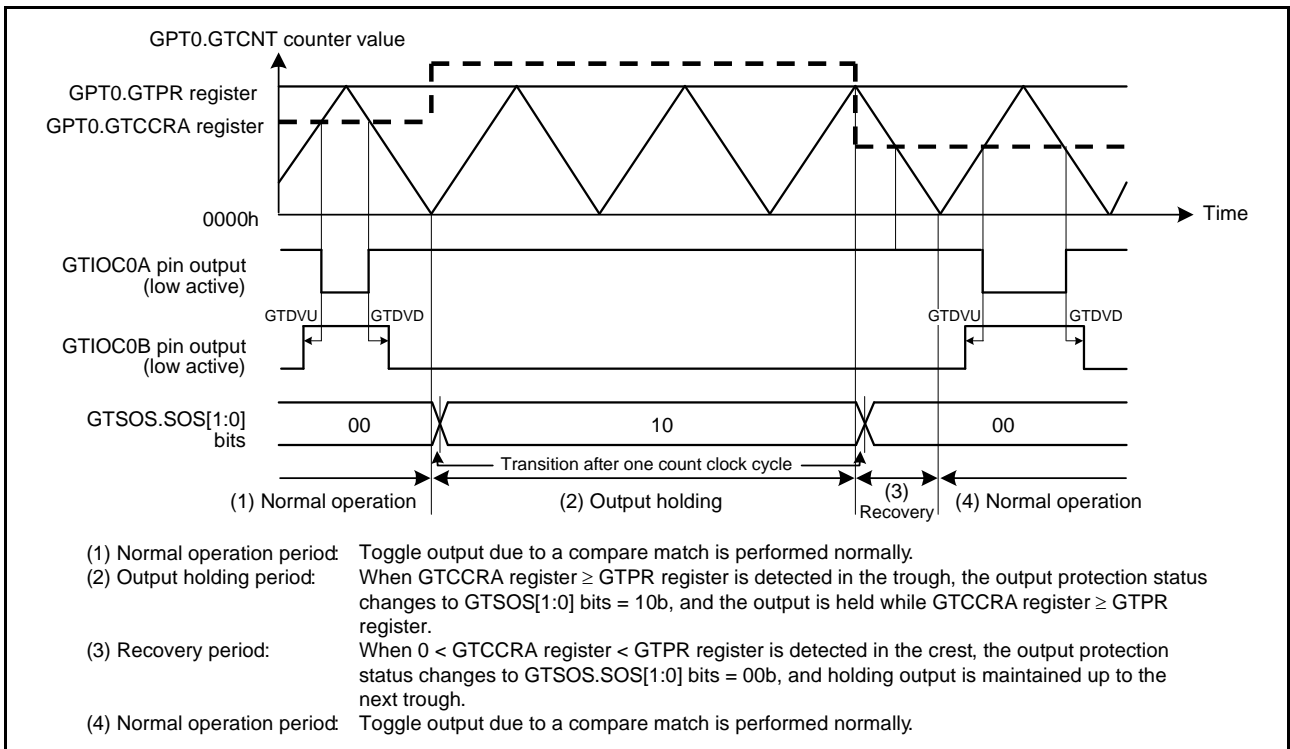 GPT0.GTCNT counter value
GPT0.GTPR register
GPT0.GTCCRA register
0000h
Time
GTIOC0A pin output
(low active)
GTDVU
GTDVD
GTDVU
GTDVD
GTIOC0B pin output
(low active)
GTSOS.SOS[1:0]
bits
00
10
00
Transition after one count clock cycle
(1) Normal operation
(2) Output holding
(3)
Recovery
(4) Normal operation
(1) Normal operation period: Toggle output due to a compare match is performed normally.
(2) Output holding period: When GTCCRA register ≥ GTPR register is detected in the trough, the output protection status
changes to GTSOS[1:0] bits = 10b, and the output is held while GTCCRA register ≥ GTPR
register.
(3) Recovery period: When 0 < GTCCRA register < GTPR register is detected in the crest, the output protection
status changes to GTSOS.SOS[1:0] bits = 00b, and holding output is maintained up to the
next trough.
(4) Normal operation period: Toggle output due to a compare match is performed normally.